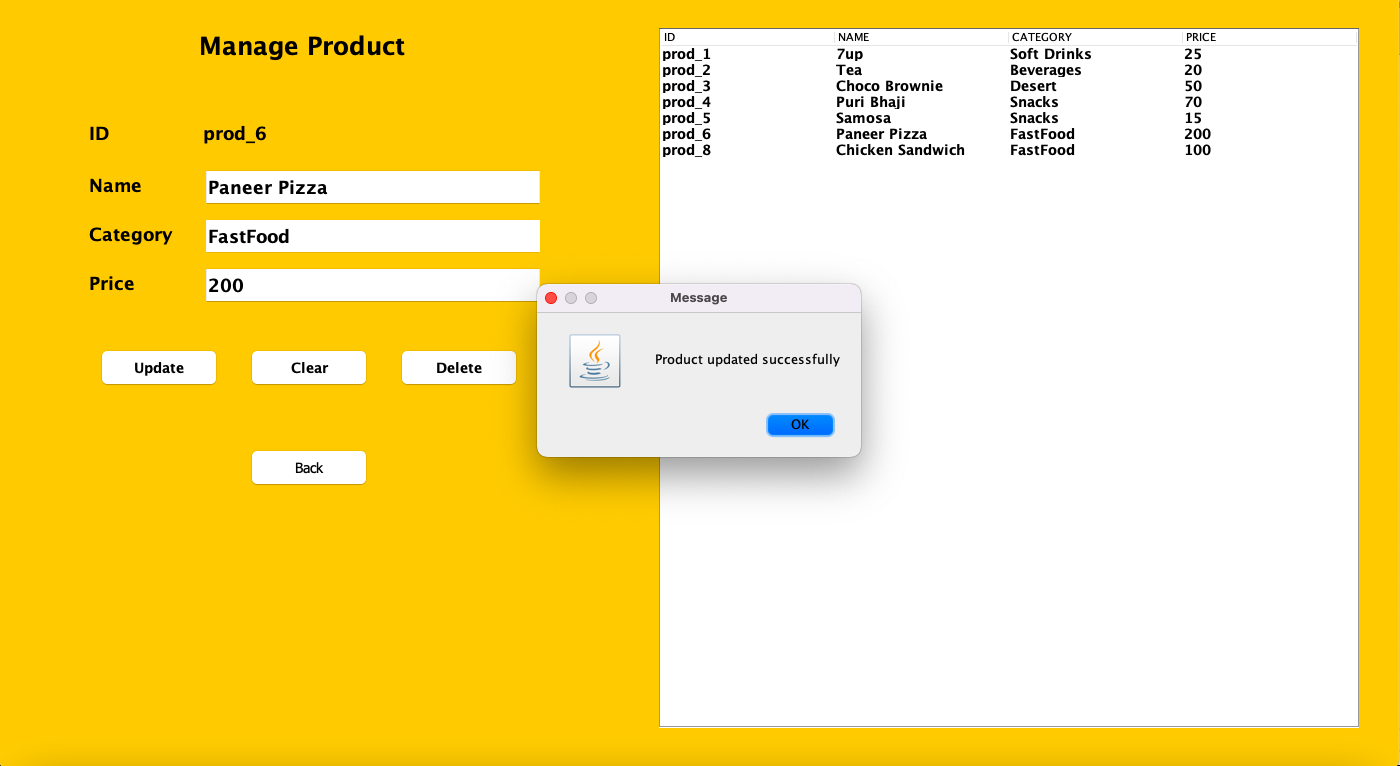 Manage Product
ID prod_6
Name Paneer Pizza
Category FastFood
Price 200
Update Clear Delete
Back
ID NAME CATEGORY PRICE
prod_1 7up Soft Drinks 25
prod_2 Tea Beverages 20
prod_3 Choco Brownie Desert 50
prod_4 Puri Bhaji Snacks 70
prod_5 Samosa Snacks 15
prod_6 Paneer Pizza FastFood 200
prod_8 Chicken Sandwich FastFood 100
Message
Product updated successfully
OK